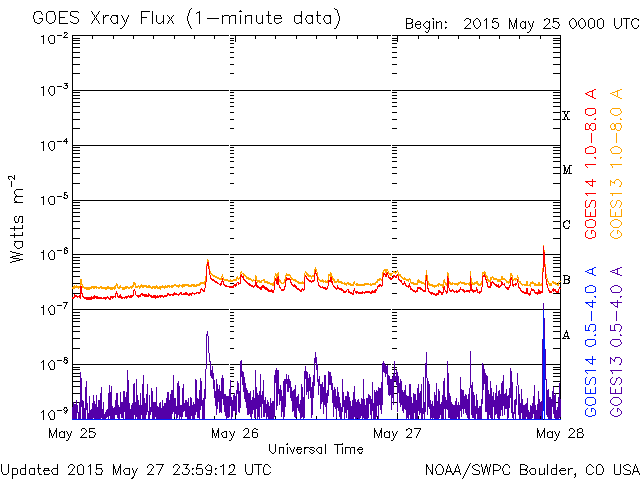 GOES Xray Flux (1-minute data)
Begin: 2015 May 25 0000 UTC
10-2
10-3
10-4
10-5
10-6
10-7
10-8
10-9
Watts m-2
X
M
C
B
A
GOES14 1.0-8.0 A
GOES13 1.0-8.0 A
GOES14 0.5-4.0 A
GOES13 0.5-4.0 A
May 25
May 26
May 27
May 28
Universal Time
Updated 2015 May 27 23:59:12 UTC
NOAA/SWPC Boulder, CO USA